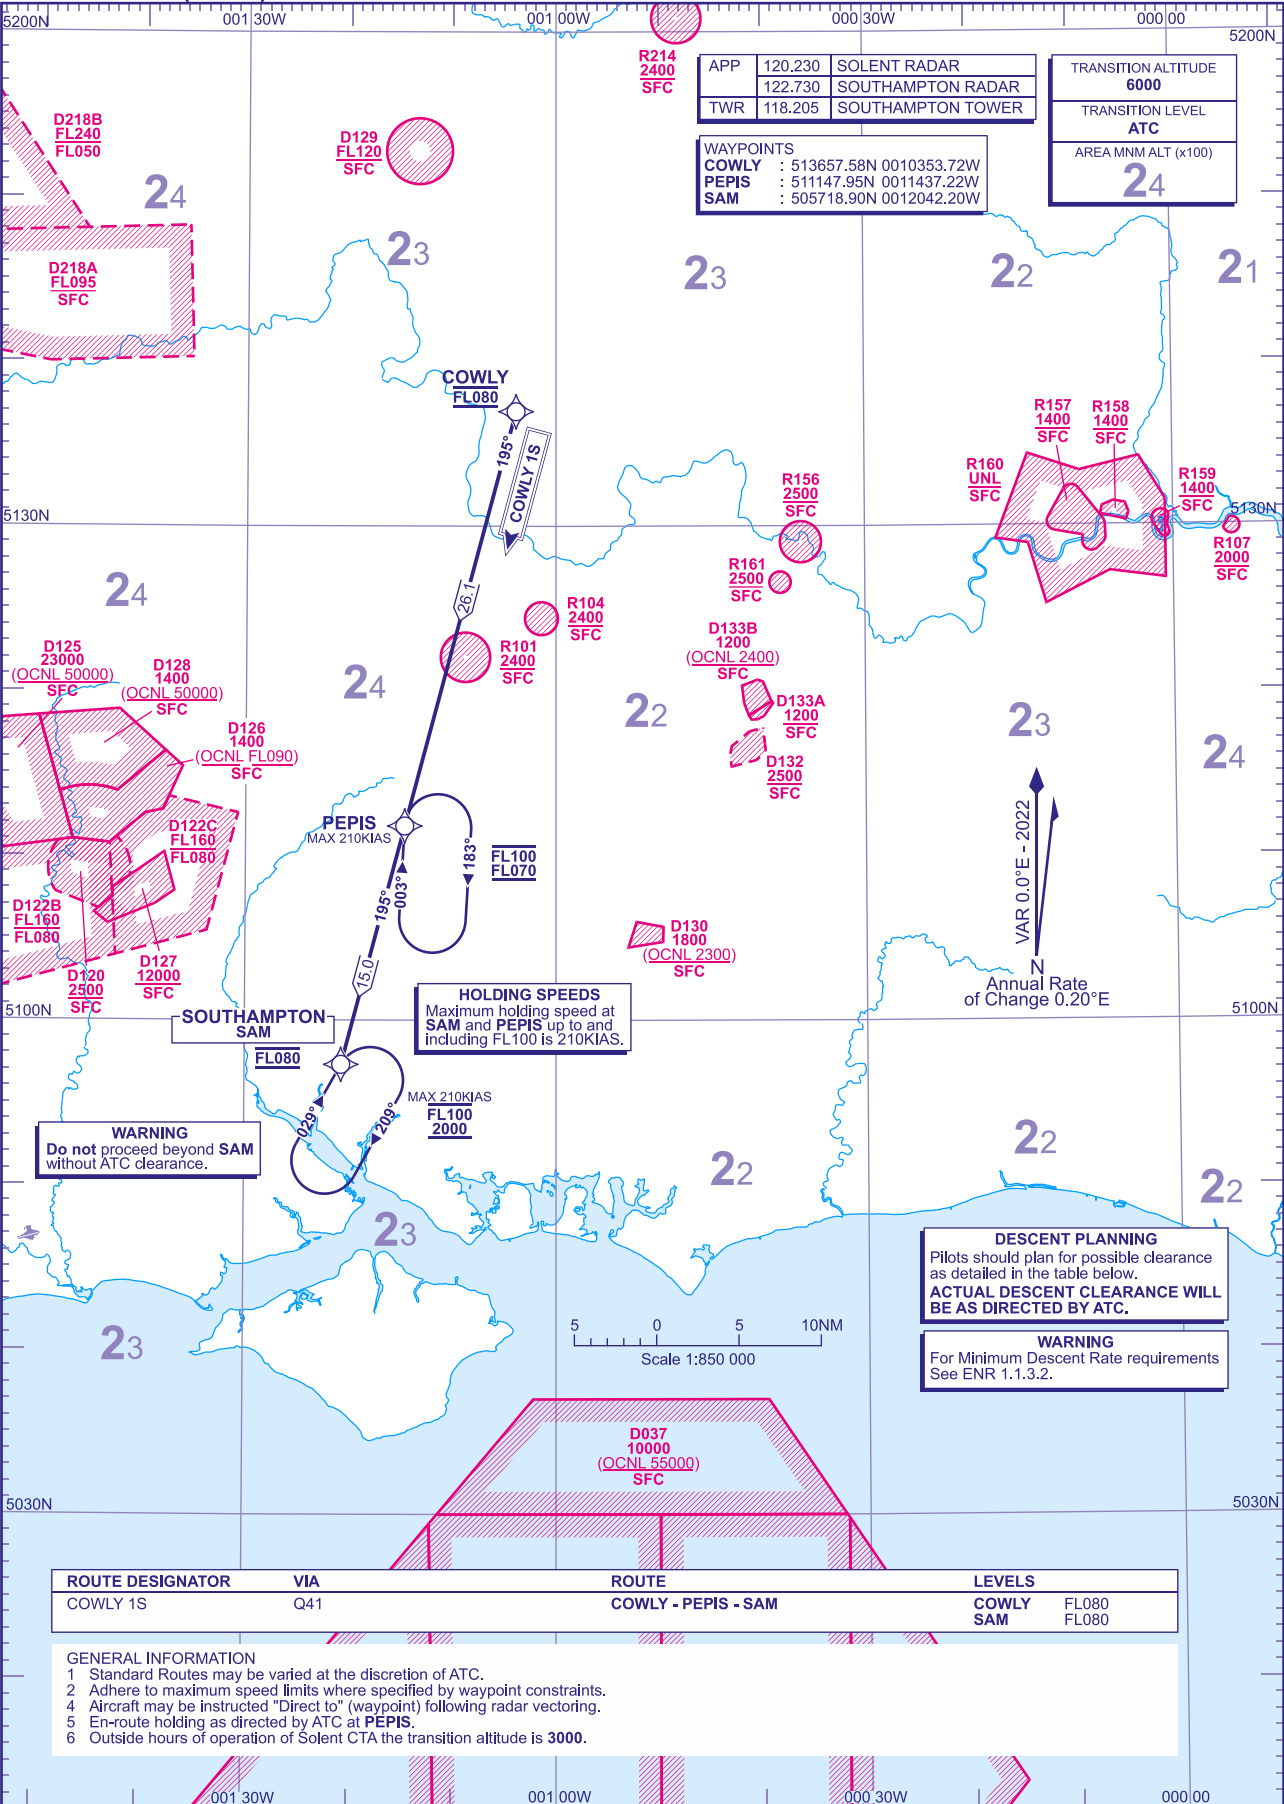 001 30W
001 00W
000 30W
000 00
5200N
5200N
R214
2400
SFC
APP 120.230 SOLENT RADAR
122.730 SOUTHAMPTON RADAR
TWR 118.205 SOUTHAMPTON TOWER
TRANSITION ALTITUDE
6000
TRANSITION LEVEL
ATC
AREA MNM ALT (x100)
24
WAYPOINTS
COWLY : 513657.58N 0010353.72W
PEPIS : 511147.95N 0011437.22W
SAM : 505718.90N 0012042.20W
D218B
FL240
FL050
D129
FL120
SFC
24
23
23
22
21
D218A
FL095
SFC
COWLY
FL080
195°
COWLY 1S
R157
1400
SFC
R158
1400
SFC
R160
UNL
SFC
R159
1400
SFC
R156
2500
SFC
5130N
5130N
R107
2000
SFC
R161
2500
SFC
24
26.1
R104
2400
SFC
R101
2400
SFC
D133B
1200
(OCNL 2400)
SFC
D125
23000
(OCNL 50000)
SFC
D128
1400
(OCNL 50000)
SFC
24
22
D133A
1200
SFC
23
24
D126
1400
(OCNL FL090)
SFC
D132
2500
SFC
D122C
FL160
FL080
PEPIS
MAX 210KIAS
183°
FL100
FL070
003°
195°
VAR 0.0°E - 2022
N
Annual Rate
of Change 0.20°E
D122B
FL160
FL080
D120
2500
SFC
D127
12000
SFC
D130
1800
(OCNL 2300)
SFC
15.0
HOLDING SPEEDS
Maximum holding speed at
SAM and PEPIS up to and
including FL100 is 210KIAS.
5100N
5100N
SOUTHAMPTON
SAM
FL080
MAX 210KIAS
FL100
2000
029°
209°
WARNING
Do not proceed beyond SAM
without ATC clearance.
22
22
22
23
23
DESCENT PLANNING
Pilots should plan for possible clearance
as detailed in the table below.
ACTUAL DESCENT CLEARANCE WILL
BE AS DIRECTED BY ATC.
5 0 5 10NM
Scale 1:850 000
WARNING
For Minimum Descent Rate requirements
See ENR 1.1.3.2.
D037
10000
(OCNL 55000)
SFC
5030N
5030N
ROUTE DESIGNATOR VIA ROUTE LEVELS
COWLY 1S Q41 COWLY - PEPIS - SAM COWLY FL080
SAM FL080
GENERAL INFORMATION
1 Standard Routes may be varied at the discretion of ATC.
2 Adhere to maximum speed limits where specified by waypoint constraints.
4 Aircraft may be instructed "Direct to" (waypoint) following radar vectoring.
5 En-route holding as directed by ATC at PEPIS.
6 Outside hours of operation of Solent CTA the transition altitude is 3000.
001 30W
001 00W
000 30W
000 00